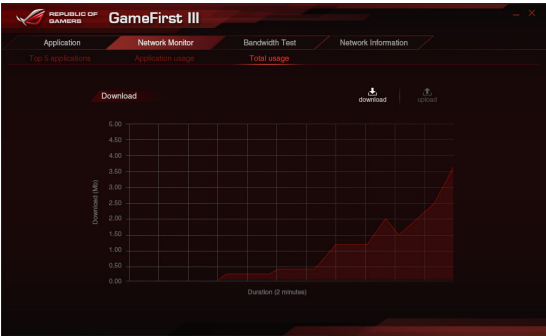 REPUBLIC OF
GAMERS
GameFirst III
Application
Network Monitor
Bandwidth Test
Network Information
Top 5 applications
Application usage
Total usage
Download
download
upload
Download (Mb)
6.00
4.50
4.00
3.50
3.00
2.50
2.00
1.50
1.00
0.50
0.00
Duration (2 minutes)